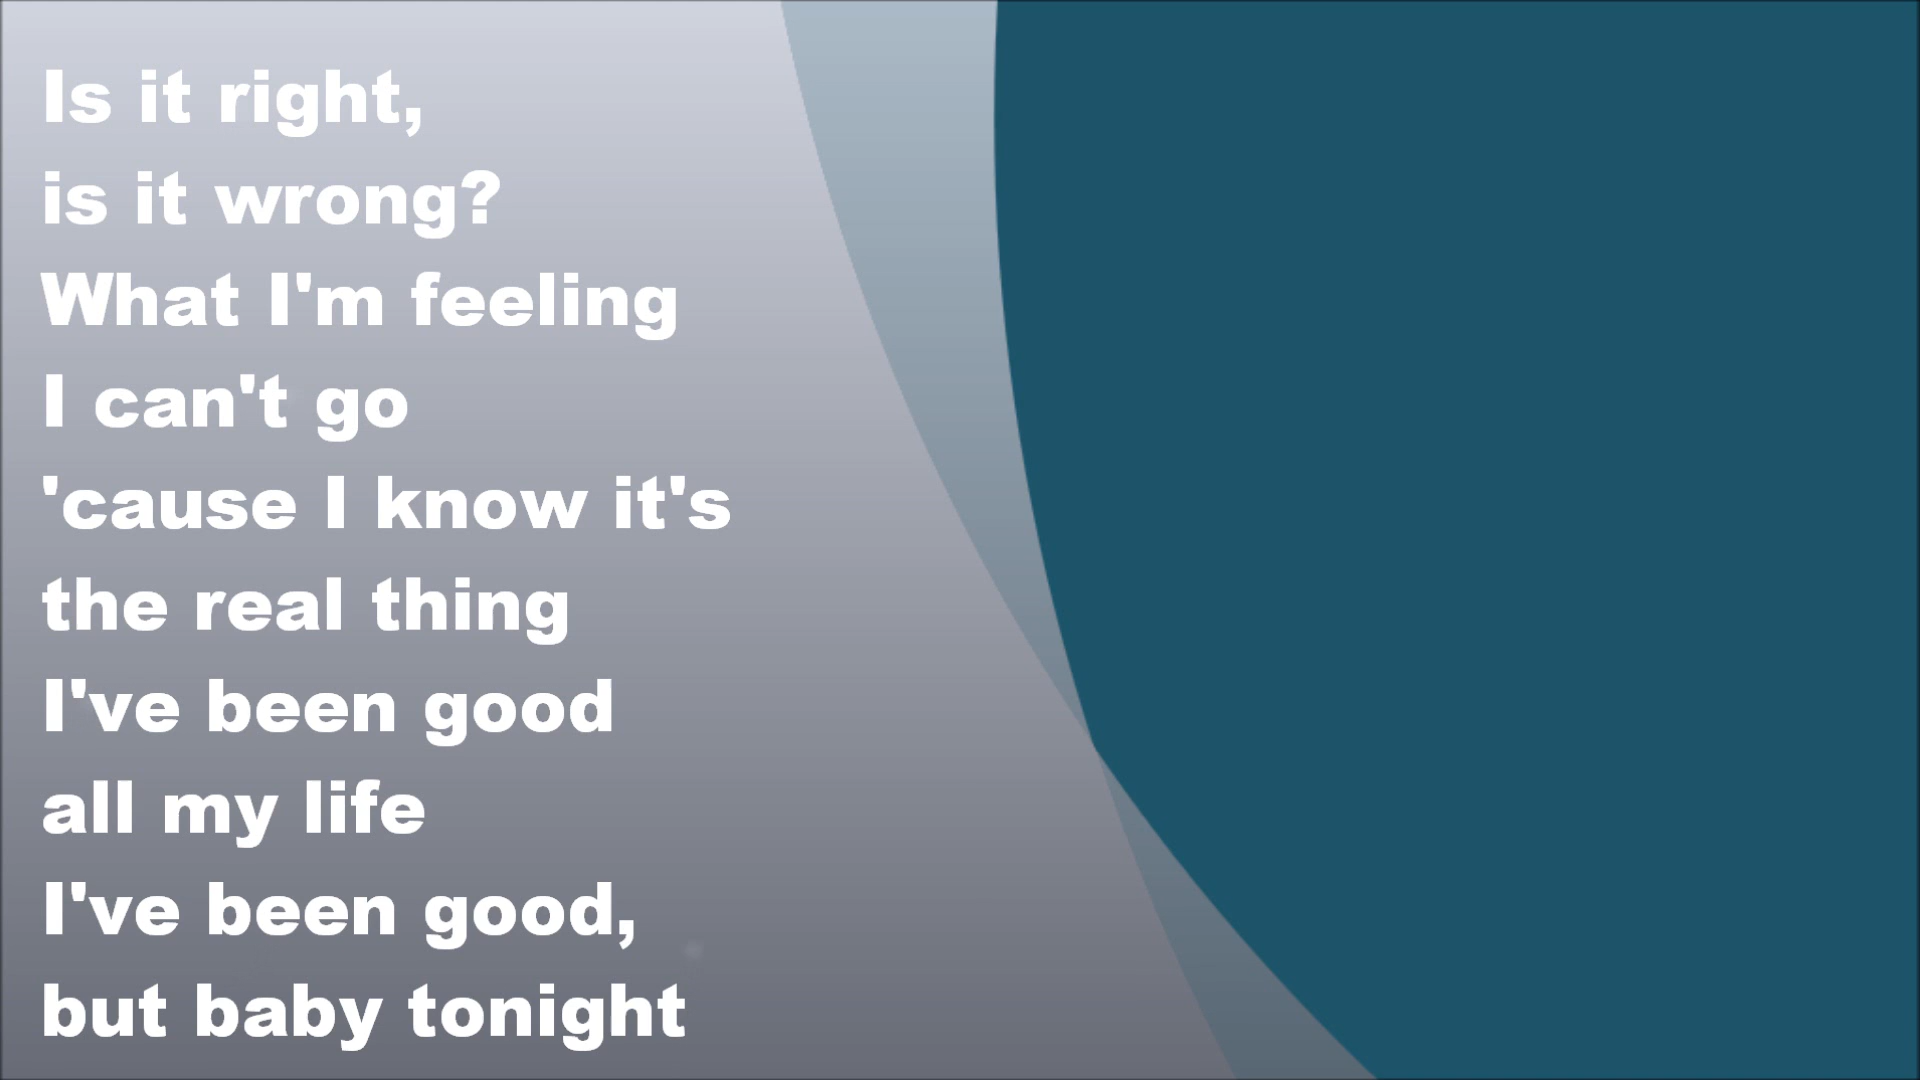 Is it right,
is it wrong?
What I'm feeling
I can't go
'cause I know it's
the real thing
I've been good
all my life
I've been good,
but baby tonight